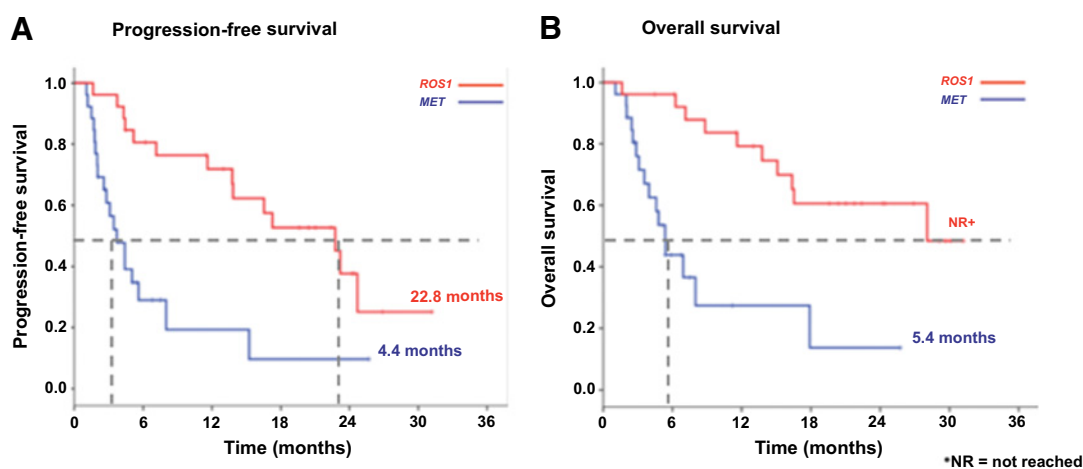 A
Progression-free survival
ROS1
MET
Progression-free survival
1.0
0.8
0.6
0.4
0.2
0.0
22.8 months
4.4 months
0 6 12 18 24 30 36
Time (months)
B
Overall survival
ROS1
MET
Overall survival
1.0
0.8
0.6
0.4
0.2
0.0
NR+
5.4 months
0 6 12 18 24 30 36
Time (months)
*NR = not reached